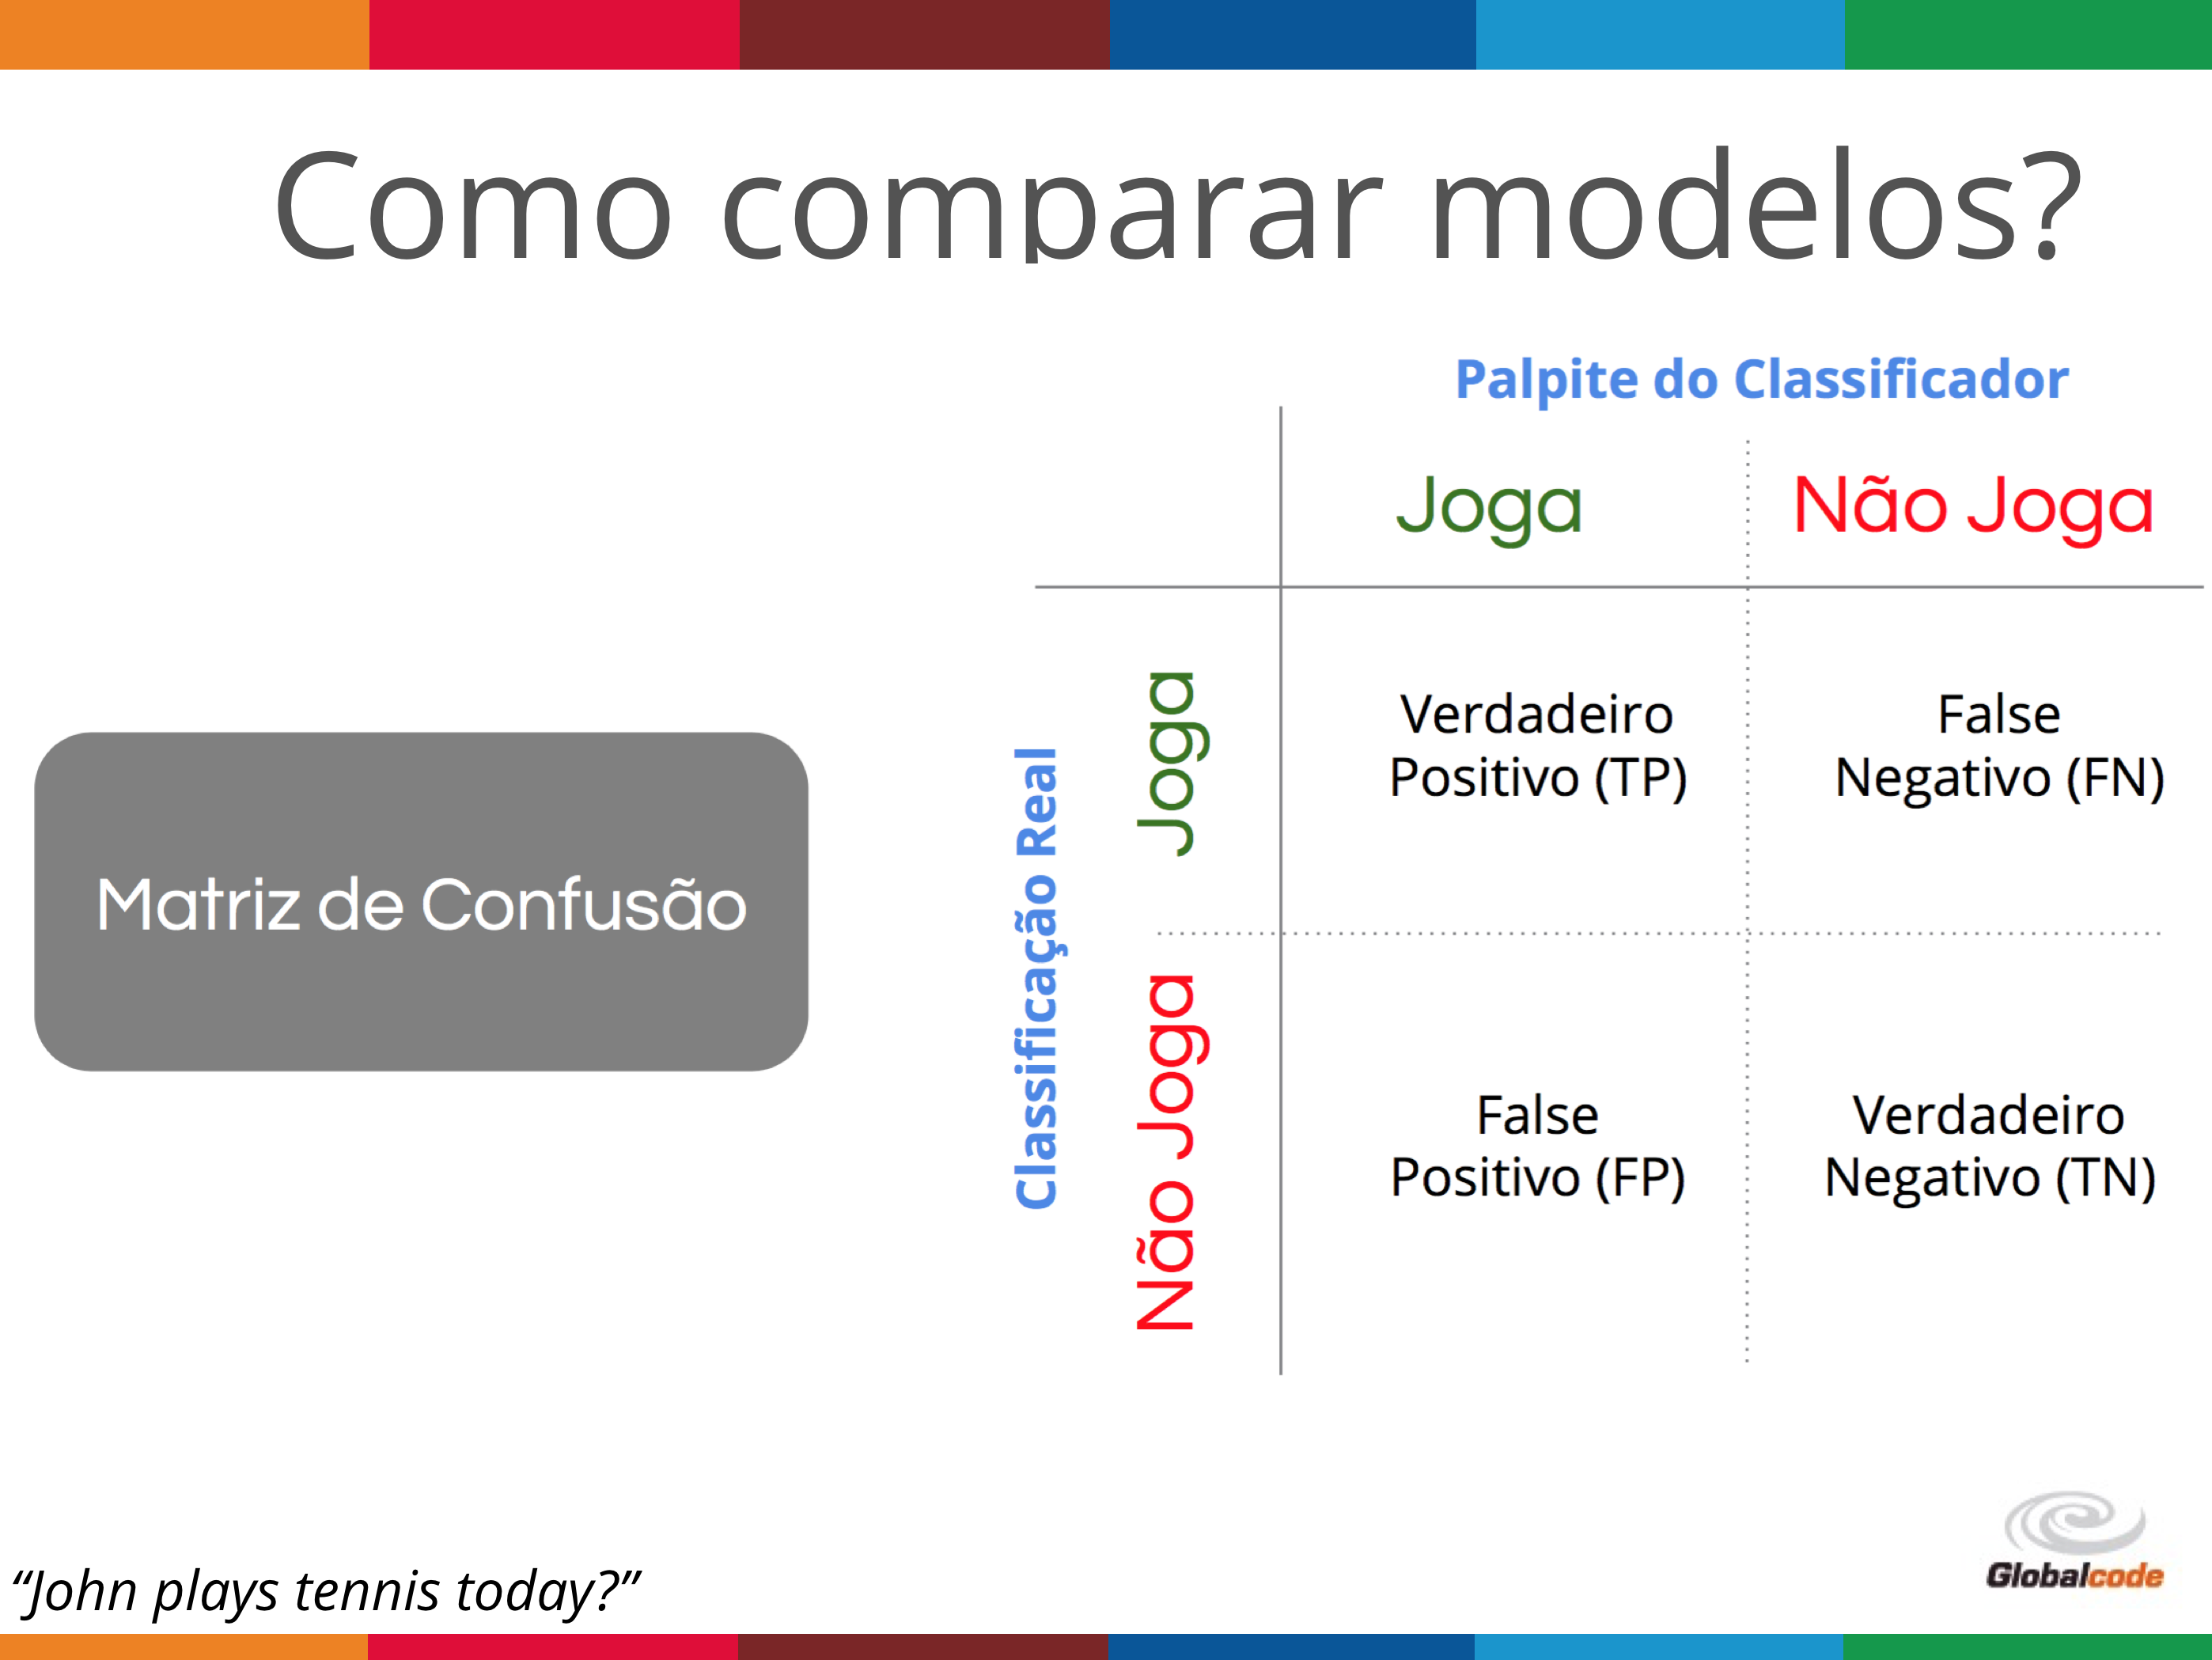 Como comparar modelos?
Palpite do Classificador
Joga
Não Joga
Classificação Real
Joga
Verdadeiro
Positivo (TP)
False
Negativo (FN)
Matriz de Confusão
Não Joga
False
Positivo (FP)
Verdadeiro
Negativo (TN)
“John plays tennis today?”
Globalcode